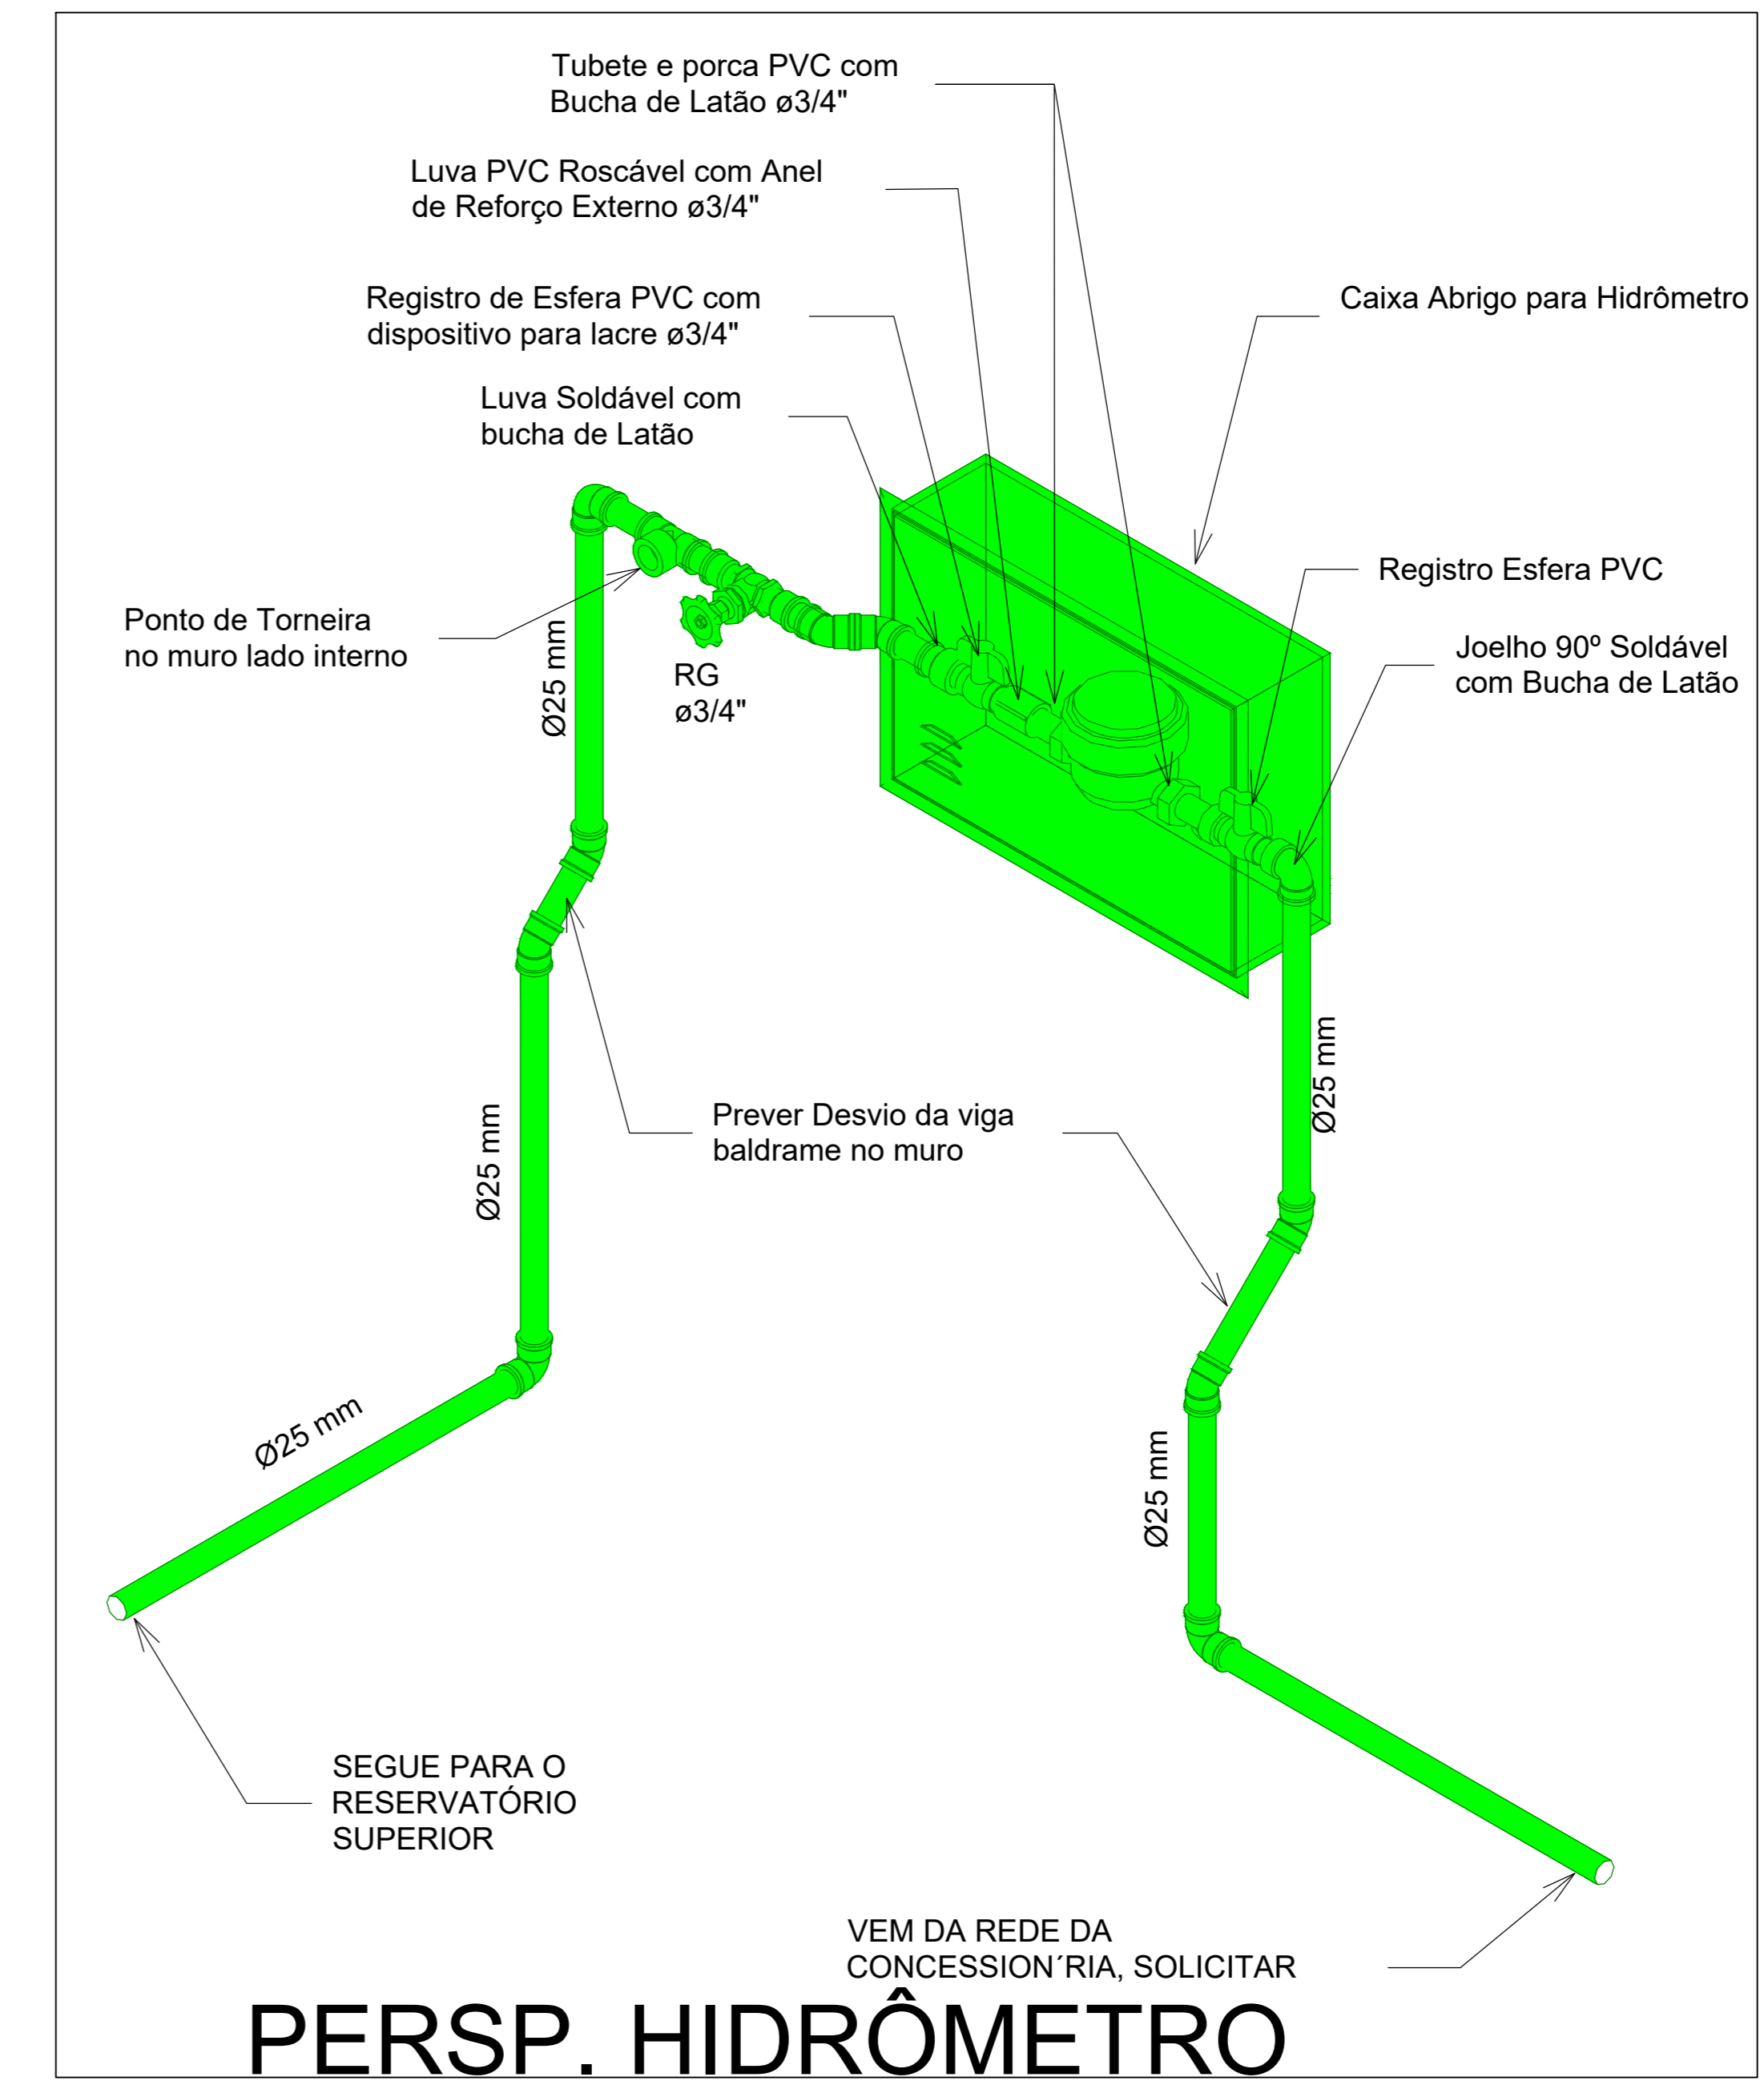 Tubete e porca PVC com
Bucha de Latão ø3/4"
Luva PVC Roscável com Anel
de Reforço Externo ø3/4"
Registro de Esfera PVC com
dispositivo para lacre ø3/4"
Caixa Abrigo para Hidrômetro
Luva Soldável com
bucha de Latão
Registro Esfera PVC
Ponto de Torneira
no muro lado interno
Joelho 90º Soldável
com Bucha de Latão
Ø25 mm
RG
ø3/4"
Ø25 mm
Prever Desvio da viga
baldrame no muro
Ø25 mm
Ø25 mm
Ø25 mm
SEGUE PARA O
RESERVATÓRIO
SUPERIOR
VEM DA REDE DA
CONCESSION´RIA, SOLICITAR
PERSP. HIDRÔMETRO